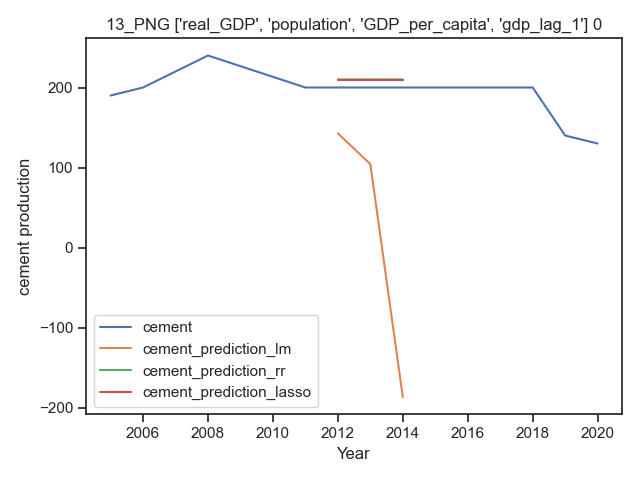 13_PNG ['real_GDP', 'population', 'GDP_per_capita', 'gdp_lag_1'] 0
cement production
200
100
0
−100
−200
cement
cement_prediction_lm
cement_prediction_rr
cement_prediction_lasso
2006 2008 2010 2012 2014 2016 2018 2020
Year